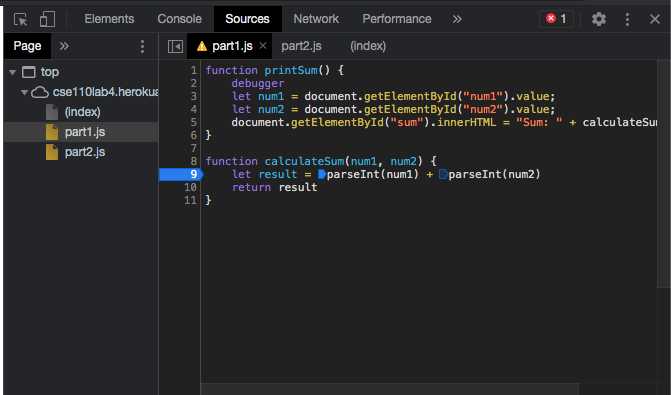 Elements Console Sources Network Performance » 1
Page » part1.js × part2.js (index)
top
cse110lab4.heroku
(index)
part1.js
part2.js
1 function printSum() {
2 debugger
3 let num1 = document.getElementById("num1").value;
4 let num2 = document.getElementById("num2").value;
5 document.getElementById("sum").innerHTML = "Sum: " + calculateSum
6 }
7
8 function calculateSum(num1, num2) {
9 let result = parseInt(num1) + parseInt(num2)
10 return result
11 }